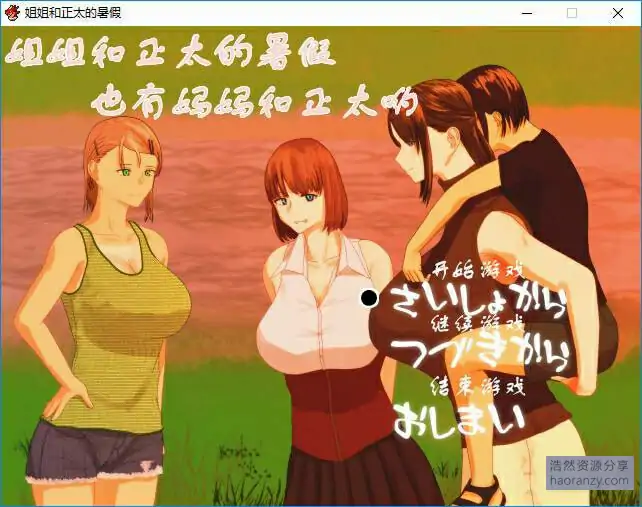 姐姐和正太的暑假
姐姐和正太的暑假
也有妈妈和正太哟
开始游戏
さいしょから
继续游戏
つづきから
结束游戏
おしまい
浩然资源分享
haoranzy.com